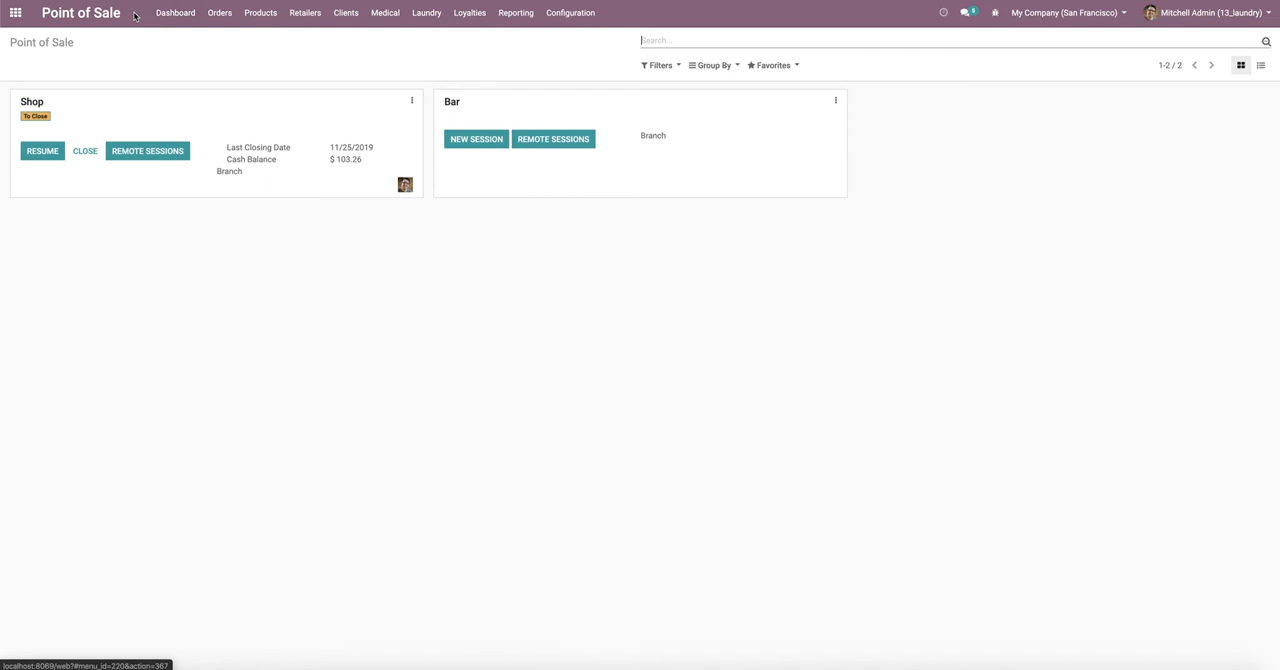 Point of Sale Dashboard Orders Products Retailers Clients Medical Laundry Loyalties Reporting Configuration 5 My Company (San Francisco) Mitchell Admin (13_laundry)
Point of Sale
Search...
Filters Group By Favorites 1-2 / 2
Shop
To Close
RESUME CLOSE REMOTE SESSIONS
Last Closing Date 11/25/2019
Cash Balance $ 103.26
Branch
Bar
NEW SESSION REMOTE SESSIONS
Branch
localhost:8069/web?#menu_id=220&action=367